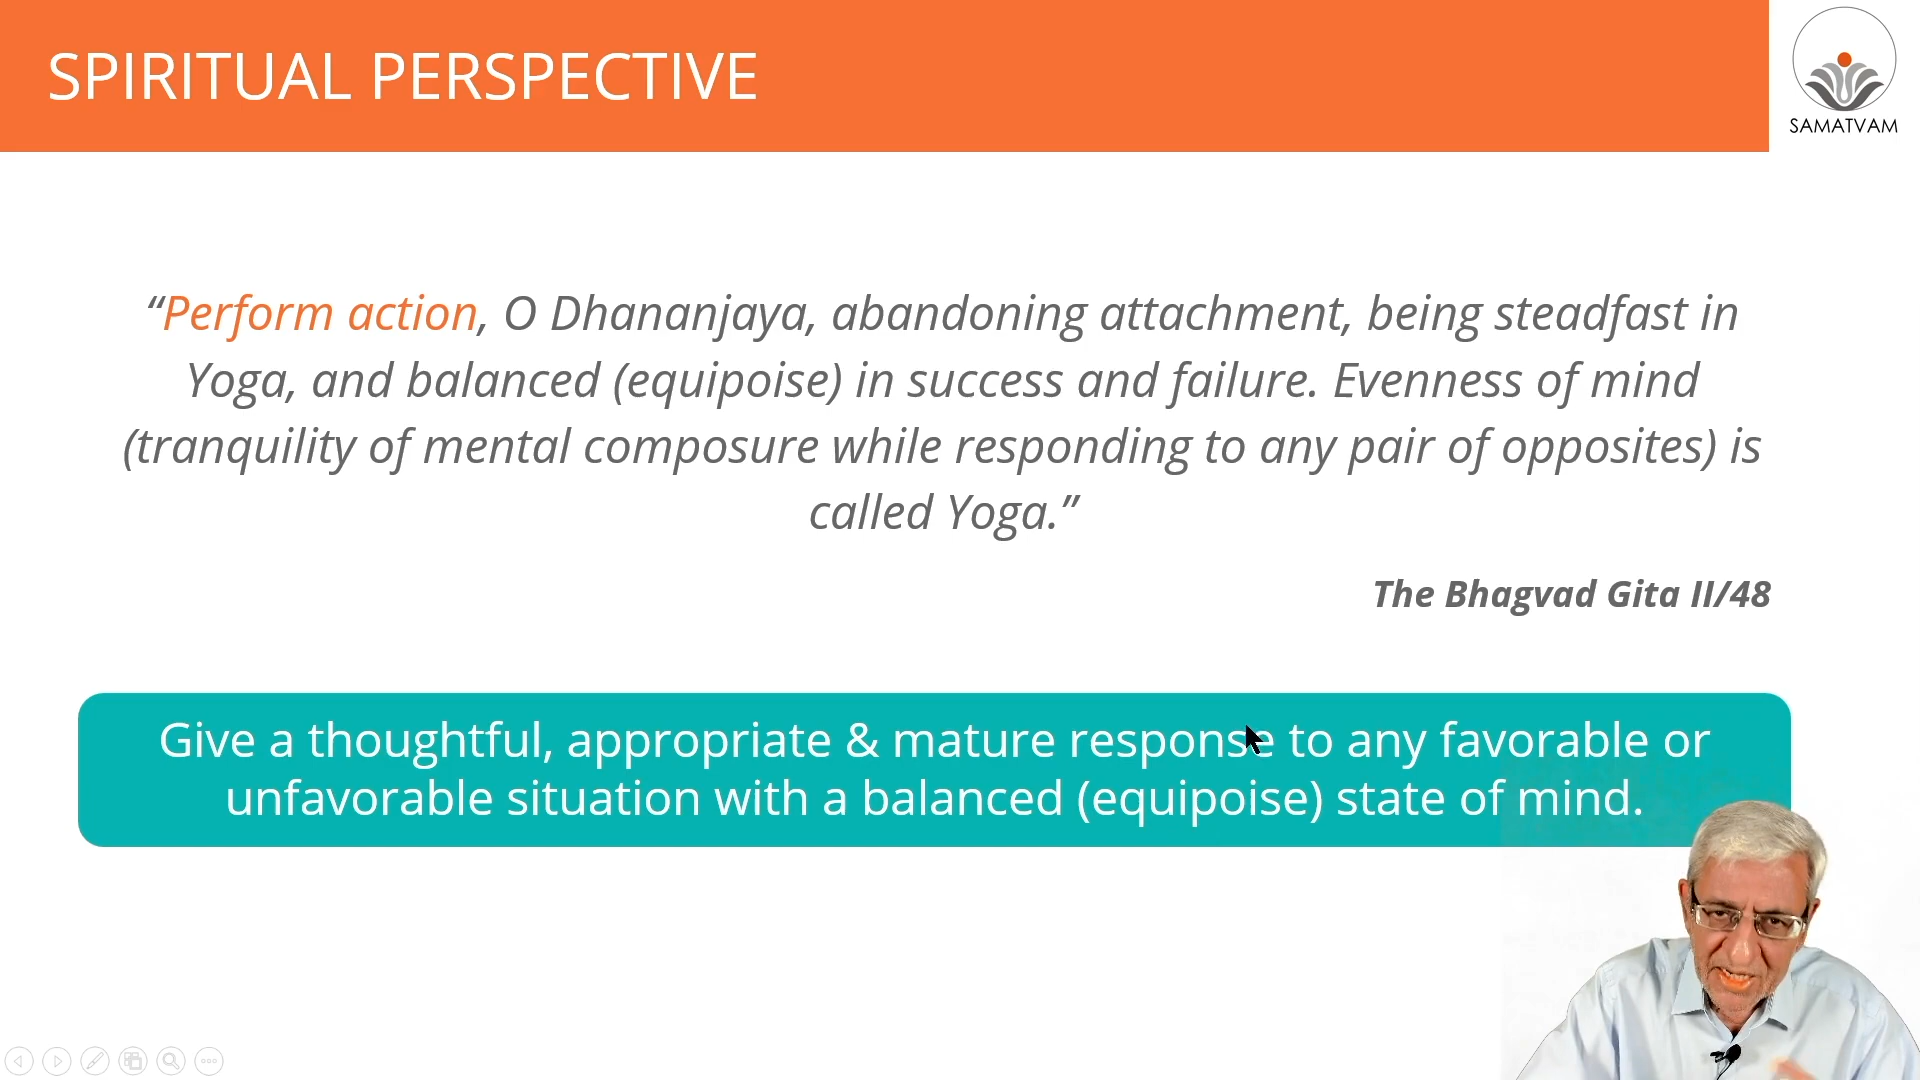 SPIRITUAL PERSPECTIVE
SAMATVAM
“Perform action, O Dhananjaya, abandoning attachment, being steadfast in
Yoga, and balanced (equipoise) in success and failure. Evenness of mind
(tranquility of mental composure while responding to any pair of opposites) is
called Yoga.”
The Bhagvad Gita II/48
Give a thoughtful, appropriate & mature response to any favorable or
unfavorable situation with a balanced (equipoise) state of mind.